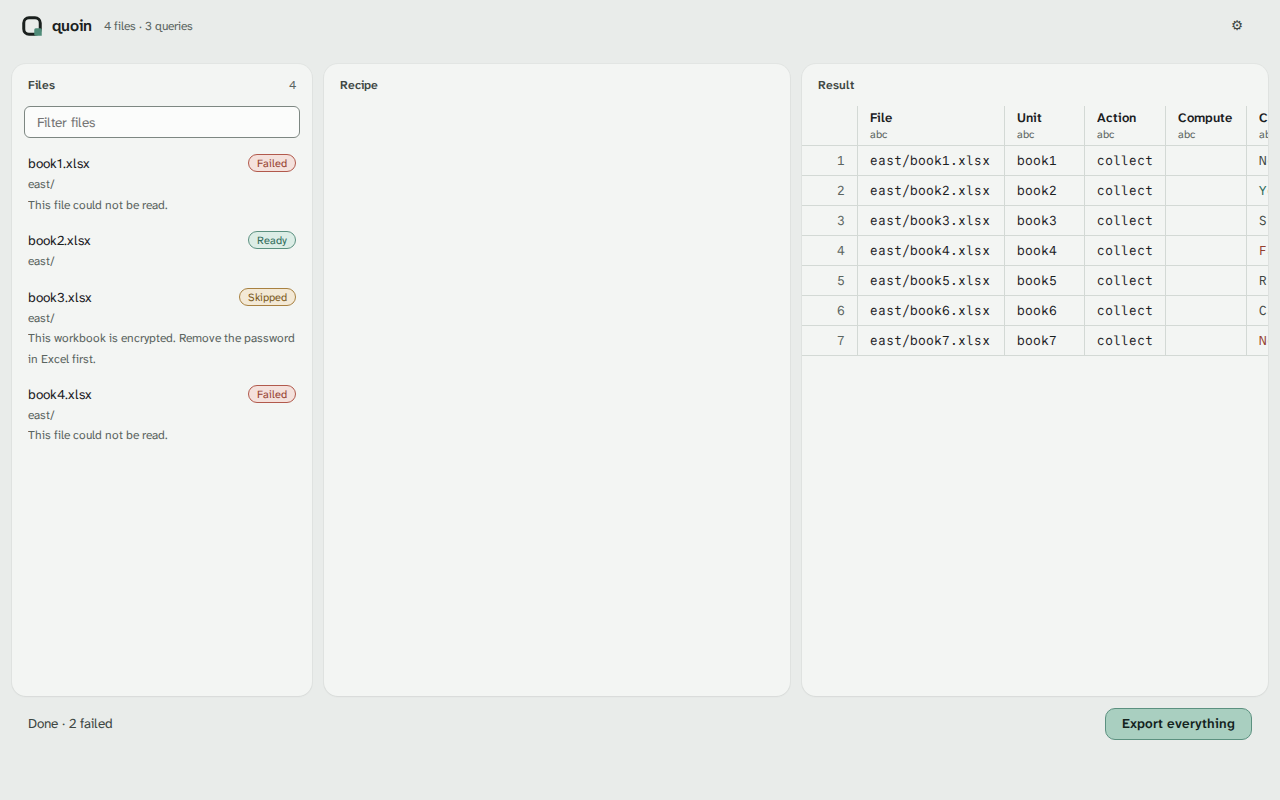 quoin 4 files · 3 queries
Files 4
Filter files
book1.xlsx Failed
east/
This file could not be read.
book2.xlsx Ready
east/
book3.xlsx Skipped
east/
This workbook is encrypted. Remove the password
in Excel first.
book4.xlsx Failed
east/
This file could not be read.
Recipe
Result
File Unit Action Compute
abc abc abc abc
1 east/book1.xlsx book1 collect
2 east/book2.xlsx book2 collect
3 east/book3.xlsx book3 collect
4 east/book4.xlsx book4 collect
5 east/book5.xlsx book5 collect
6 east/book6.xlsx book6 collect
7 east/book7.xlsx book7 collect
Done · 2 failed
Export everything